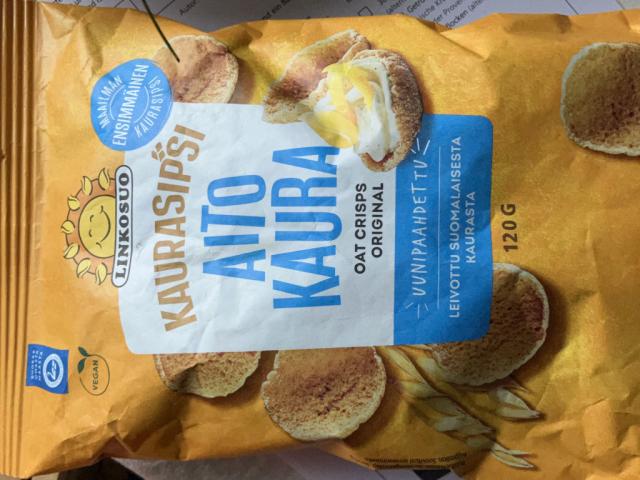 MAAILMAN
ENSIMMÄINEN
KAURASIPSI
LINKOSUO
KAURASIPSI
AITO
KAURA
OAT CRISPS
ORIGINAL
UUNIPAAHDETTU
LEIVOTTU SUOMALAISESTA
KAURASTA
120 G
VEGAN